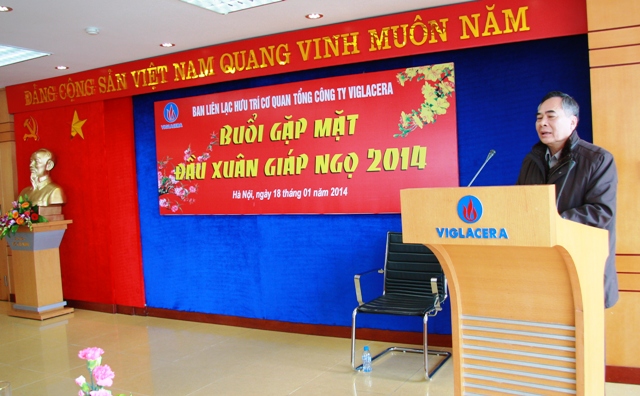 ĐẢNG CỘNG SẢN VIỆT NAM QUANG VINH MUÔN NĂM
BAN LIÊN LẠC HƯU TRÍ CƠ QUAN TỔNG CÔNG TY VIGLACERA
VIGLACERA
BUỔI GẶP MẶT
ĐẦU XUÂN GIÁP NGỌ 2014
Hà Nội, ngày 18 tháng 01 năm 2014
VIGLACERA